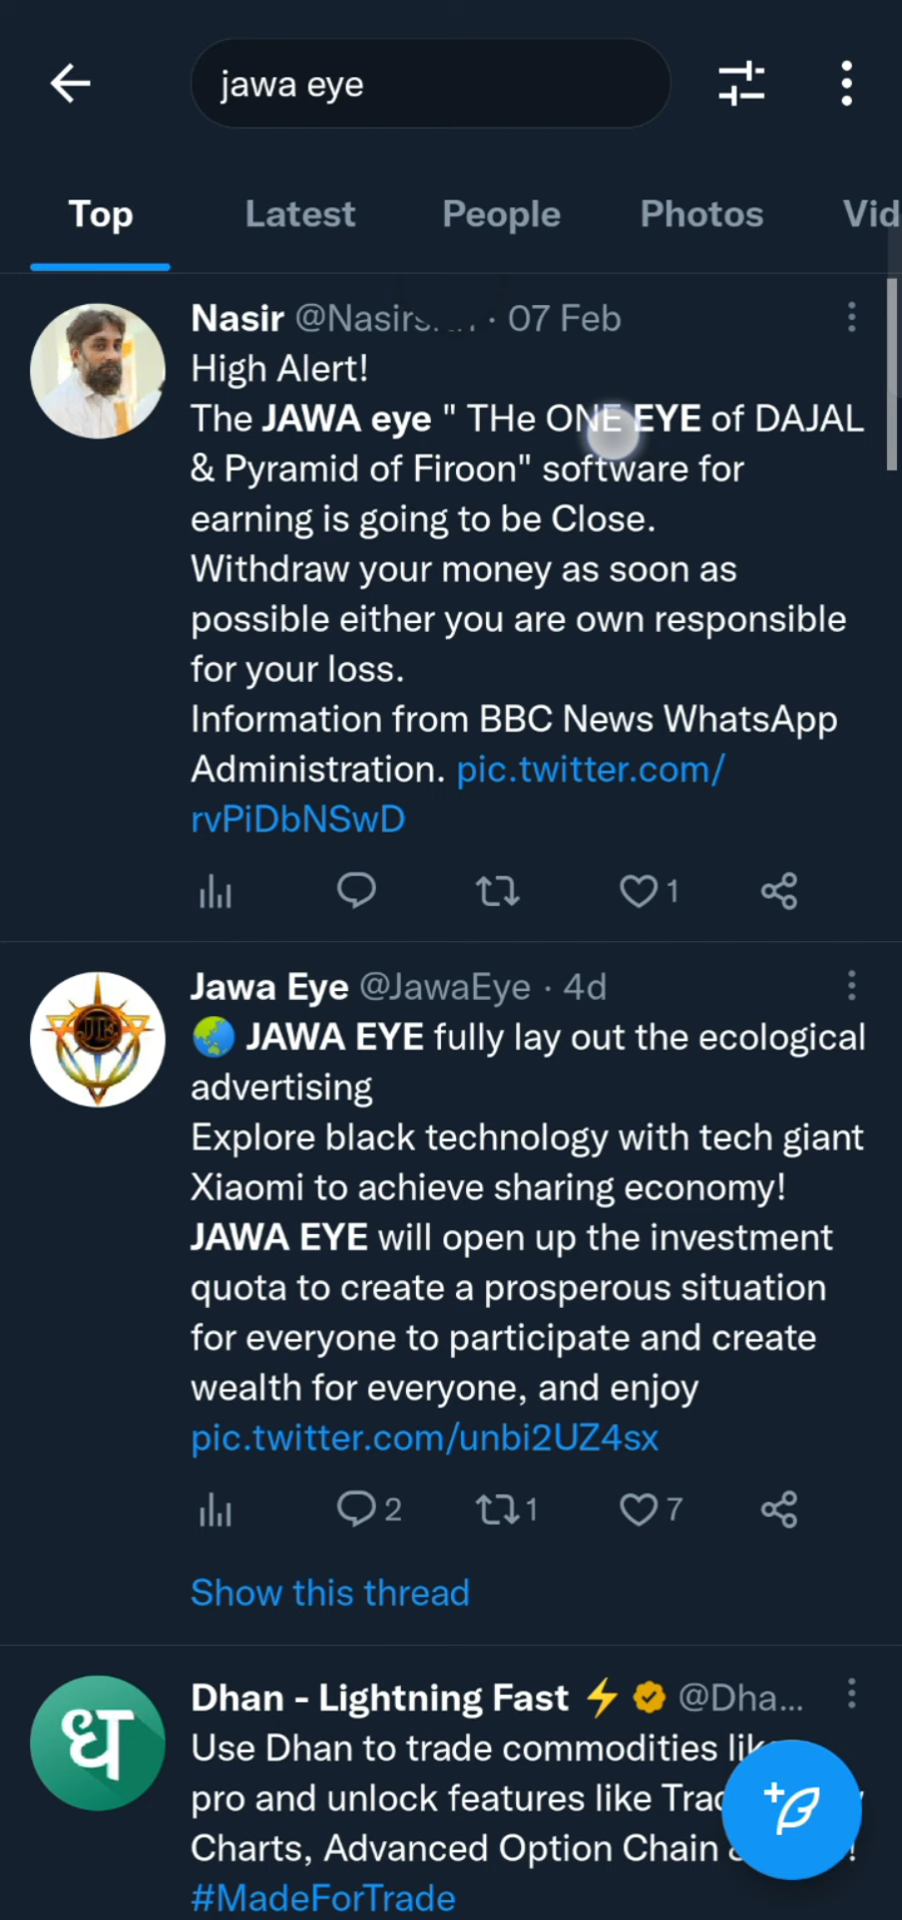 jawa eye
Top Latest People Photos Vid
Nasir · 07 Feb
High Alert!
The JAWA eye " THe ONE EYE of DAJAL
& Pyramid of Firoon" software for
earning is going to be Close.
Withdraw your money as soon as
possible either you are own responsible
for your loss.
Information from BBC News WhatsApp
Administration. pic.twitter.com/
rvPiDbNSwD
1
Jawa Eye @JawaEye · 4d
JAWA EYE fully lay out the ecological
advertising
Explore black technology with tech giant
Xiaomi to achieve sharing economy!
JAWA EYE will open up the investment
quota to create a prosperous situation
for everyone to participate and create
wealth for everyone, and enjoy
pic.twitter.com/unbi2UZ4sx
2 1 7
Show this thread
ध
Dhan - Lightning Fast ⚡ @Dha...
Use Dhan to trade commodities
pro and unlock features like
Charts, Advanced Option Chain !
#MadeForTrade